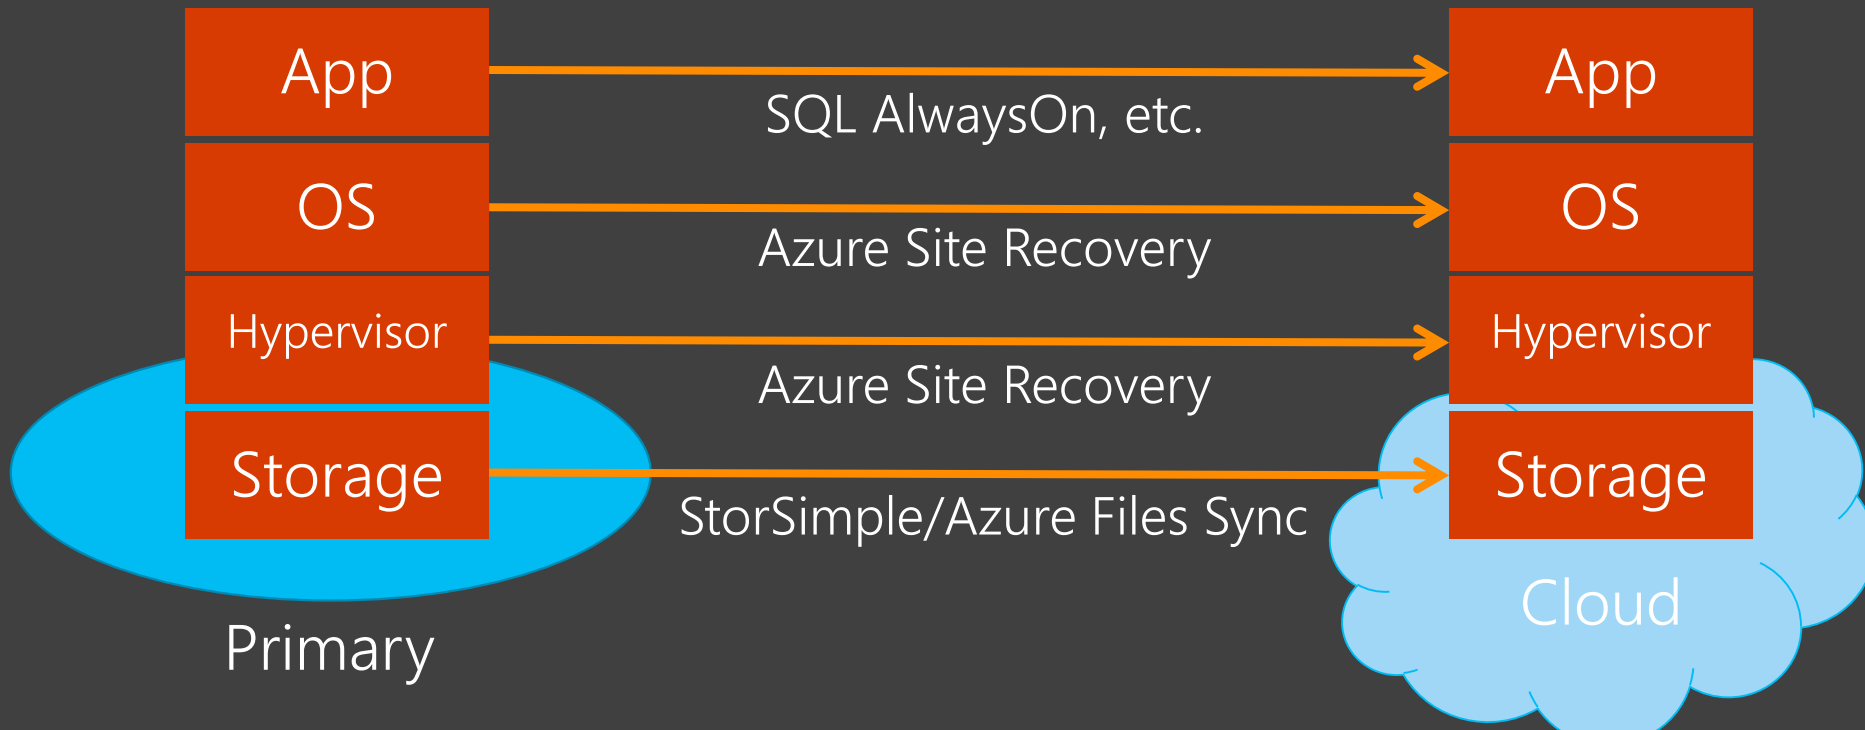 App
SQL AlwaysOn, etc.
App
OS
Azure Site Recovery
OS
Hypervisor
Azure Site Recovery
Hypervisor
Storage
StorSimple/Azure Files Sync
Storage
Primary
Cloud